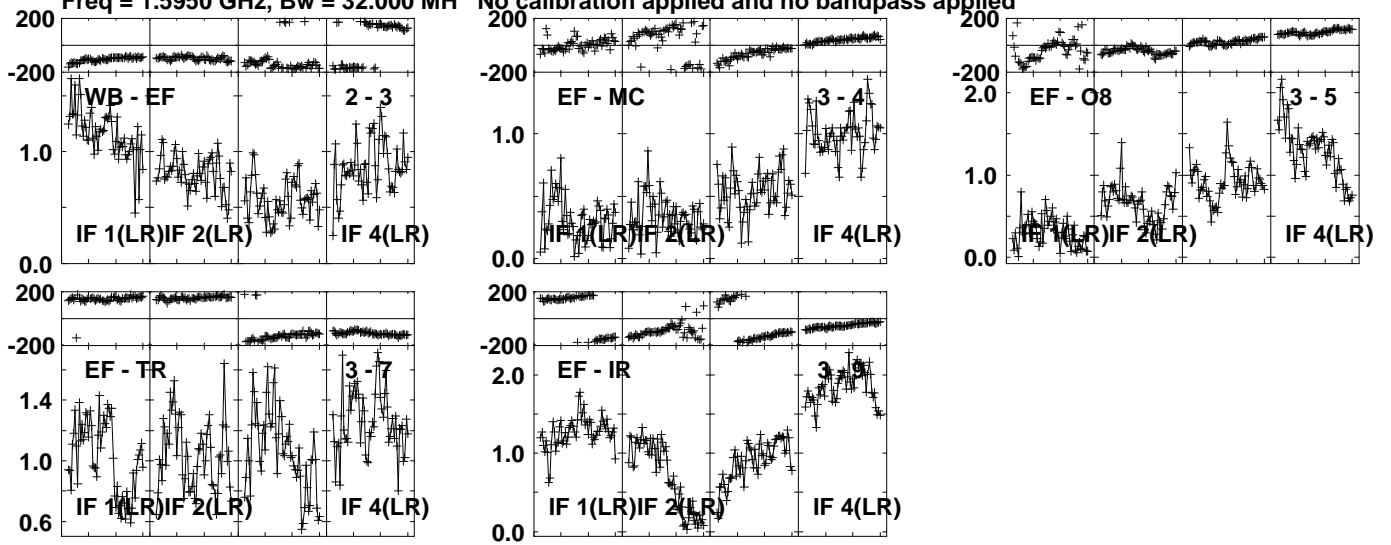 Freq = 1.5950 GHz, Bw = 32.000 MH No calibration applied and no bandpass applied
200
-200
WB - EF 2 - 3
1.0
0.0
IF 1(LR) IF 2(LR) IF 4(LR)
200
-200
EF - MC 3 - 4
1.0
0.0
IF 1(LR) IF 2(LR) IF 4(LR)
200
-200
2.0
EF - O8 3 - 5
1.0
0.0
IF 1(LR) IF 2(LR) IF 4(LR)
200
-200
EF - TR 3 - 7
1.4
1.0
0.6
IF 1(LR) IF 2(LR) IF 4(LR)
200
-200
EF - IR 3 - 9
2.0
1.0
0.0
IF 1(LR) IF 2(LR) IF 4(LR)